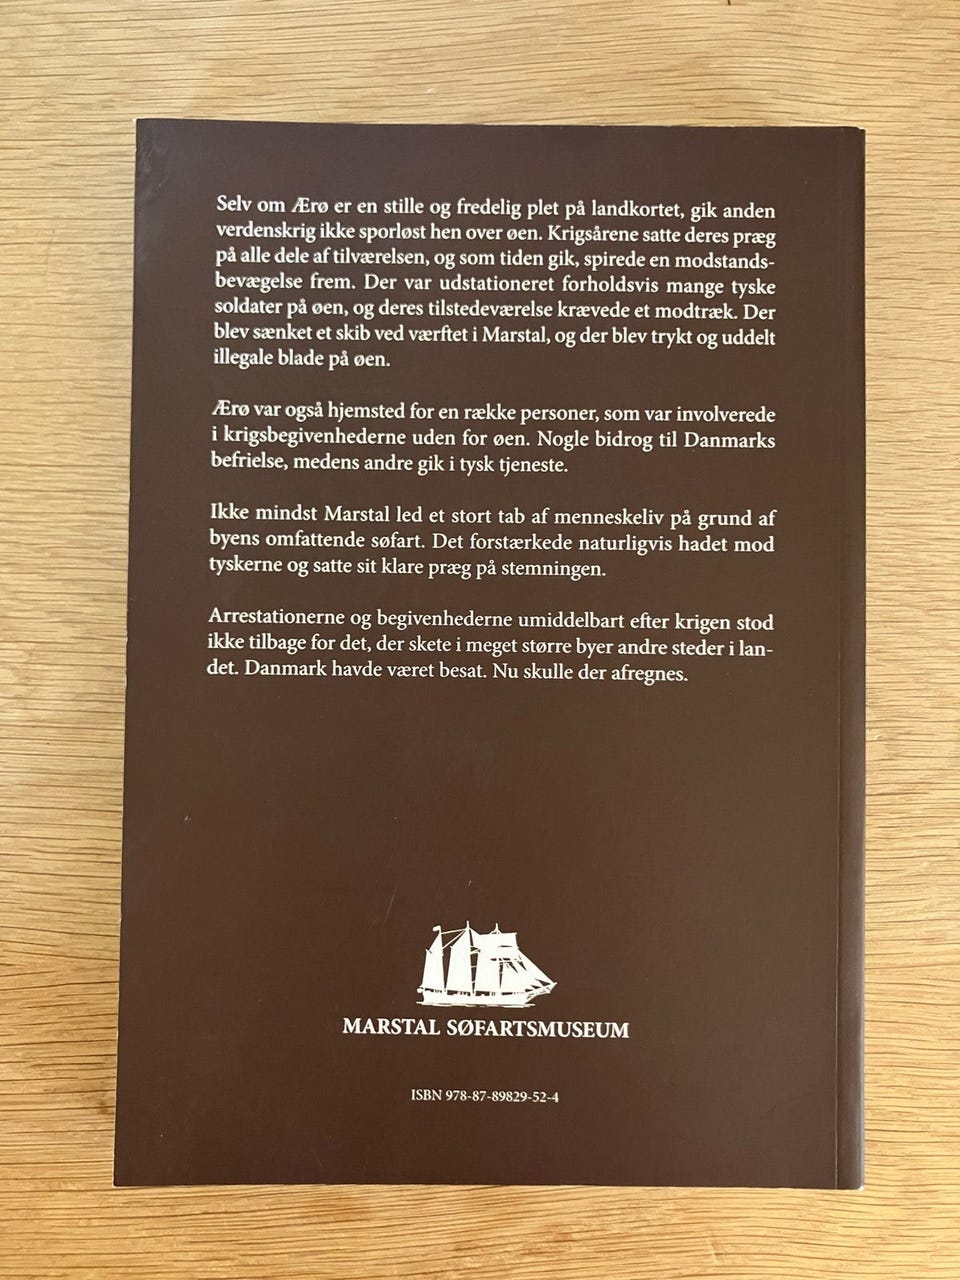 Selv om Ærø er en stille og fredelig plet på landkortet, gik anden
verdenskrig ikke sporløst hen over øen. Krigsårene satte deres præg
på alle dele af tilværelsen, og som tiden gik, spirede en modstands-
bevægelse frem. Der var udstationeret forholdsvis mange tyske
soldater på øen, og deres tilstedeværelse krævede et modtræk. Der
blev sænket et skib ved værftet i Marstal, og der blev trykt og uddelt
illegale blade på øen.
Ærø var også hjemsted for en række personer, som var involverede
i krigsbegivenhederne uden for øen. Nogle bidrog til Danmarks
befrielse, medens andre gik i tysk tjeneste.
Ikke mindst Marstal led et stort tab af menneskeliv på grund af
byens omfattende søfart. Det forstærkede naturligvis hadet mod
tyskerne og satte sit klare præg på stemningen.
Arrestationerne og begivenhederne umiddelbart efter krigen stod
ikke tilbage for det, der skete i meget større byer andre steder i lan-
det. Danmark havde været besat. Nu skulle der afregnes.
MARSTAL SØFARTSMUSEUM
ISBN 978-87-89829-52-4